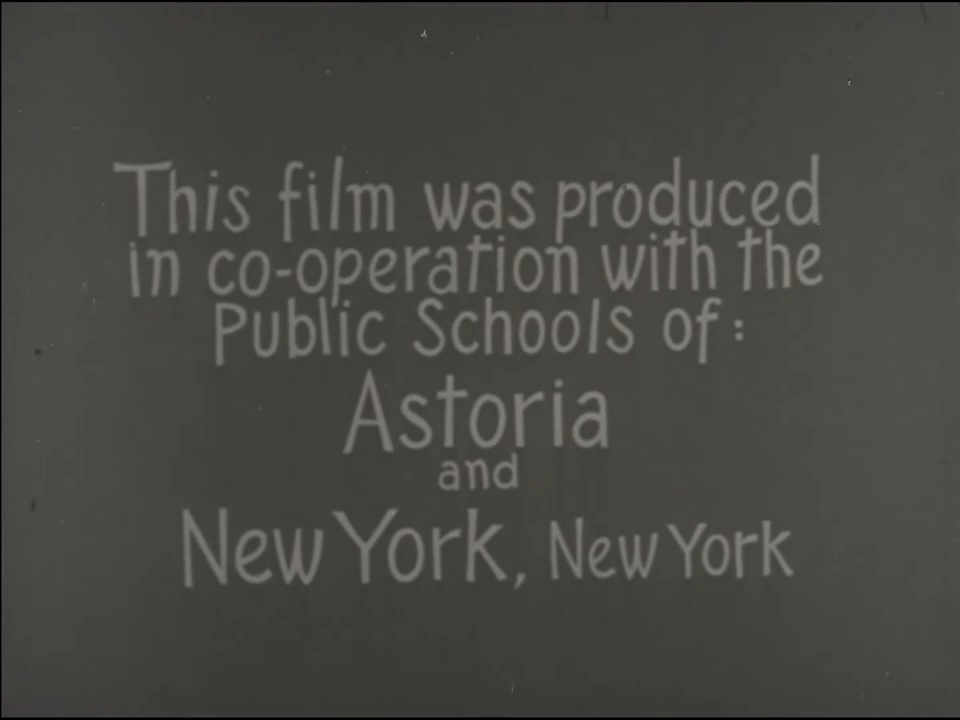 This film was produced
in co-operation with the
Public Schools of:
Astoria
and
New York, New York